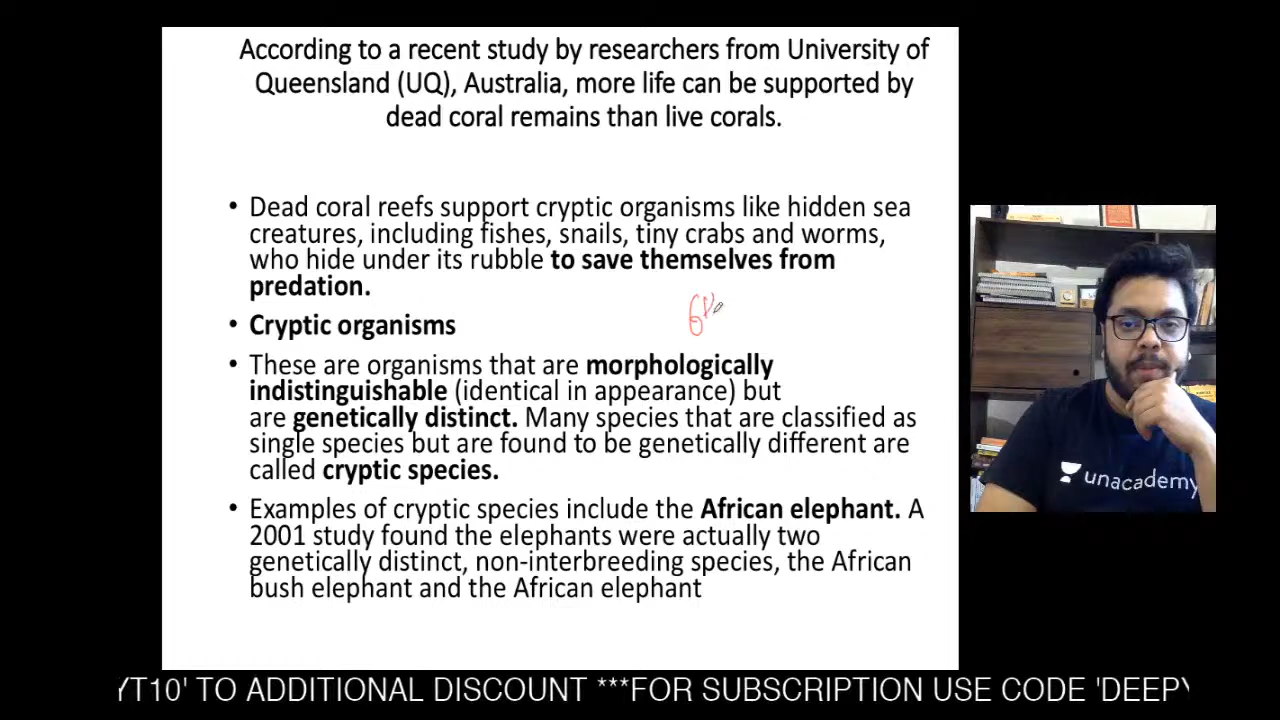 According to a recent study by researchers from University of
Queensland (UQ), Australia, more life can be supported by
dead coral remains than live corals.
• Dead coral reefs support cryptic organisms like hidden sea
creatures, including fishes, snails, tiny crabs and worms,
who hide under its rubble to save themselves from
predation.
• Cryptic organisms
• These are organisms that are morphologically
indistinguishable (identical in appearance) but
are genetically distinct. Many species that are classified as
single species but are found to be genetically different are
called cryptic species.
• Examples of cryptic species include the African elephant. A
2001 study found the elephants were actually two
genetically distinct, non-interbreeding species, the African
bush elephant and the African elephant
unacademy
YT10' TO ADDITIONAL DISCOUNT ***FOR SUBSCRIPTION USE CODE 'DEEPY